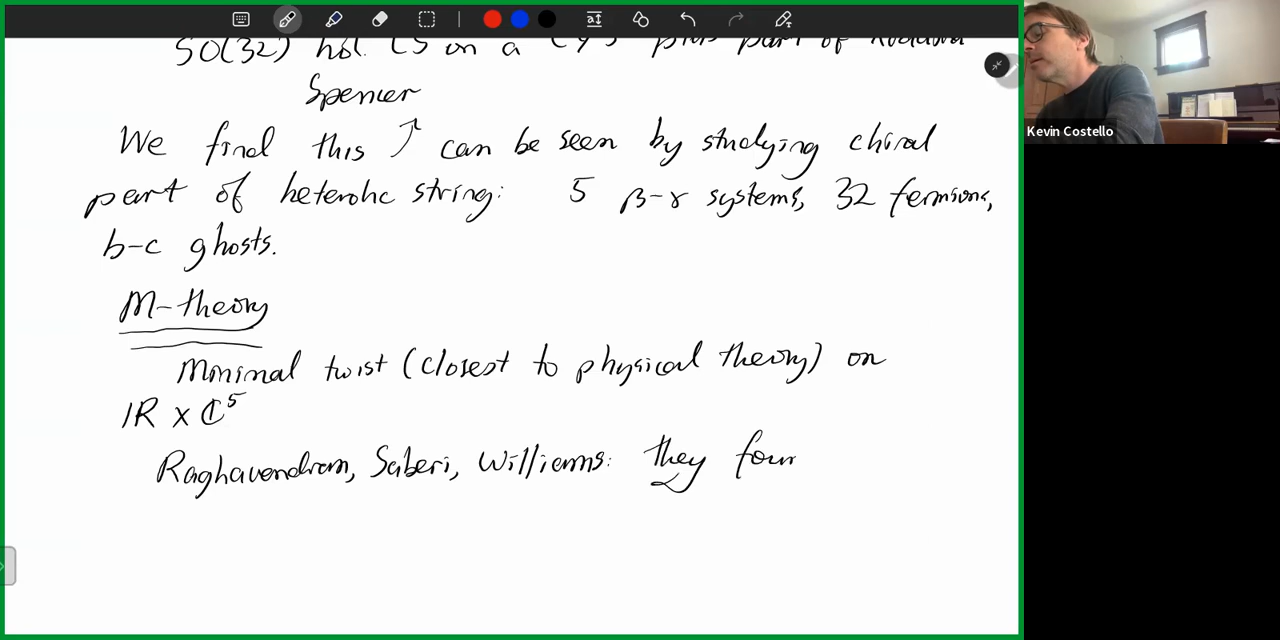 SO(32) hol. CS on a CY5 plus part of Kodaira
Spencer
We find this ↗ can be seen by studying chiral
part of heterotic string: 5 β-γ systems, 32 fermions,
b-c ghosts.
M-theory
Minimal twist (closest to physical theory) on
ℝ × ℂ⁵
Raghavendran, Saberi, Williams: they foun
Kevin Costello